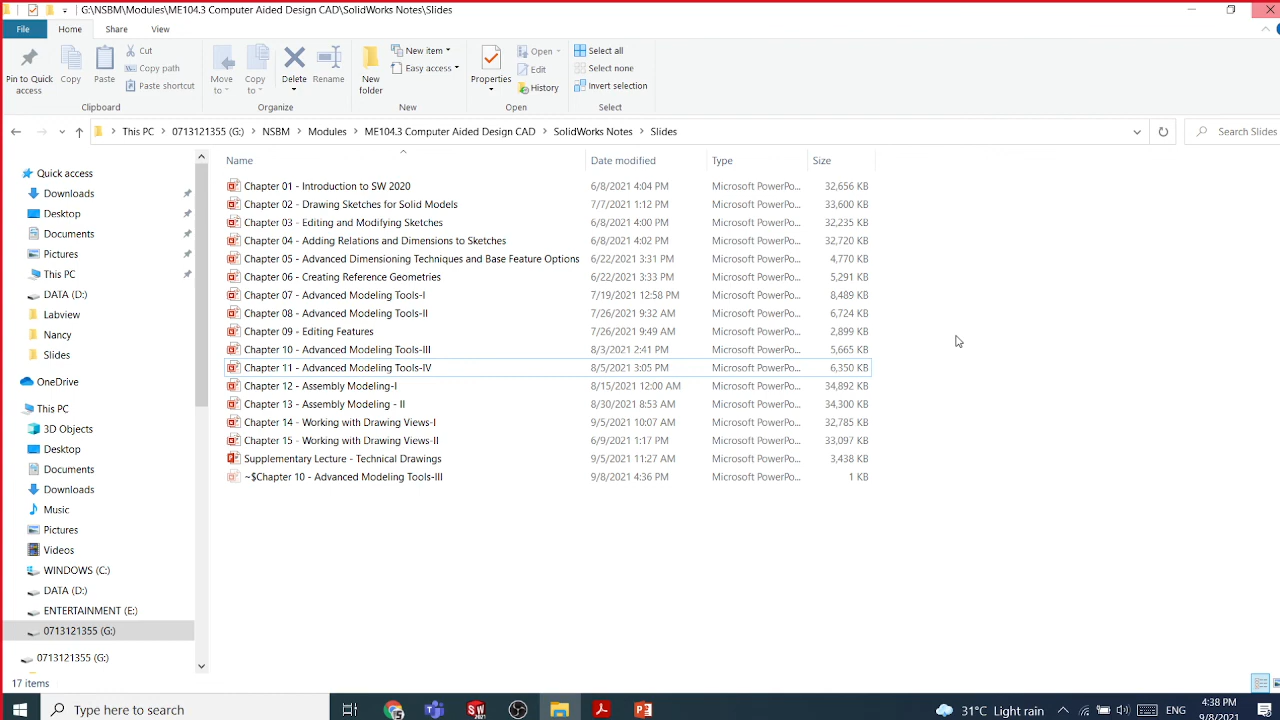 G:\NSBM\Modules\ME104.3 Computer Aided Design CAD\SolidWorks Notes\Slides
File Home Share View
Pin to Quick access
Copy
Paste
Cut
Copy path
Paste shortcut
Clipboard
Move to
Copy to
Delete
Rename
Organize
New folder
New item
Easy access
New
Properties
Open
Edit
History
Open
Select all
Select none
Invert selection
Select
This PC > 0713121355 (G:) > NSBM > Modules > ME104.3 Computer Aided Design CAD > SolidWorks Notes > Slides
Search Slides
Quick access
Downloads
Desktop
Documents
Pictures
This PC
DATA (D:)
Labview
Nancy
Slides
OneDrive
This PC
3D Objects
Desktop
Documents
Downloads
Music
Pictures
Videos
WINDOWS (C:)
DATA (D:)
ENTERTAINMENT (E:)
0713121355 (G:)
0713121355 (G:)
Name Date modified Type Size
Chapter 01 - Introduction to SW 2020 6/8/2021 4:04 PM Microsoft PowerPo... 32,656 KB
Chapter 02 - Drawing Sketches for Solid Models 7/7/2021 1:12 PM Microsoft PowerPo... 33,600 KB
Chapter 03 - Editing and Modifying Sketches 6/8/2021 4:00 PM Microsoft PowerPo... 32,235 KB
Chapter 04 - Adding Relations and Dimensions to Sketches 6/8/2021 4:02 PM Microsoft PowerPo... 32,720 KB
Chapter 05 - Advanced Dimensioning Techniques and Base Feature Options 6/22/2021 3:31 PM Microsoft PowerPo... 4,770 KB
Chapter 06 - Creating Reference Geometries 6/22/2021 3:33 PM Microsoft PowerPo... 5,291 KB
Chapter 07 - Advanced Modeling Tools-I 7/19/2021 12:58 PM Microsoft PowerPo... 8,489 KB
Chapter 08 - Advanced Modeling Tools-II 7/26/2021 9:32 AM Microsoft PowerPo... 6,724 KB
Chapter 09 - Editing Features 7/26/2021 9:49 AM Microsoft PowerPo... 2,899 KB
Chapter 10 - Advanced Modeling Tools-III 8/3/2021 2:41 PM Microsoft PowerPo... 5,665 KB
Chapter 11 - Advanced Modeling Tools-IV 8/5/2021 3:05 PM Microsoft PowerPo... 6,350 KB
Chapter 12 - Assembly Modeling-I 8/15/2021 12:00 AM Microsoft PowerPo... 34,892 KB
Chapter 13 - Assembly Modeling - II 8/30/2021 8:53 AM Microsoft PowerPo... 34,300 KB
Chapter 14 - Working with Drawing Views-I 9/5/2021 10:07 AM Microsoft PowerPo... 32,785 KB
Chapter 15 - Working with Drawing Views-II 6/9/2021 1:17 PM Microsoft PowerPo... 33,097 KB
Supplementary Lecture - Technical Drawings 9/5/2021 11:27 AM Microsoft PowerPo... 3,438 KB
~$Chapter 10 - Advanced Modeling Tools-III 9/8/2021 4:36 PM Microsoft PowerPo... 1 KB
17 items
Type here to search
31°C Light rain
ENG
4:38 PM
9/8/2021